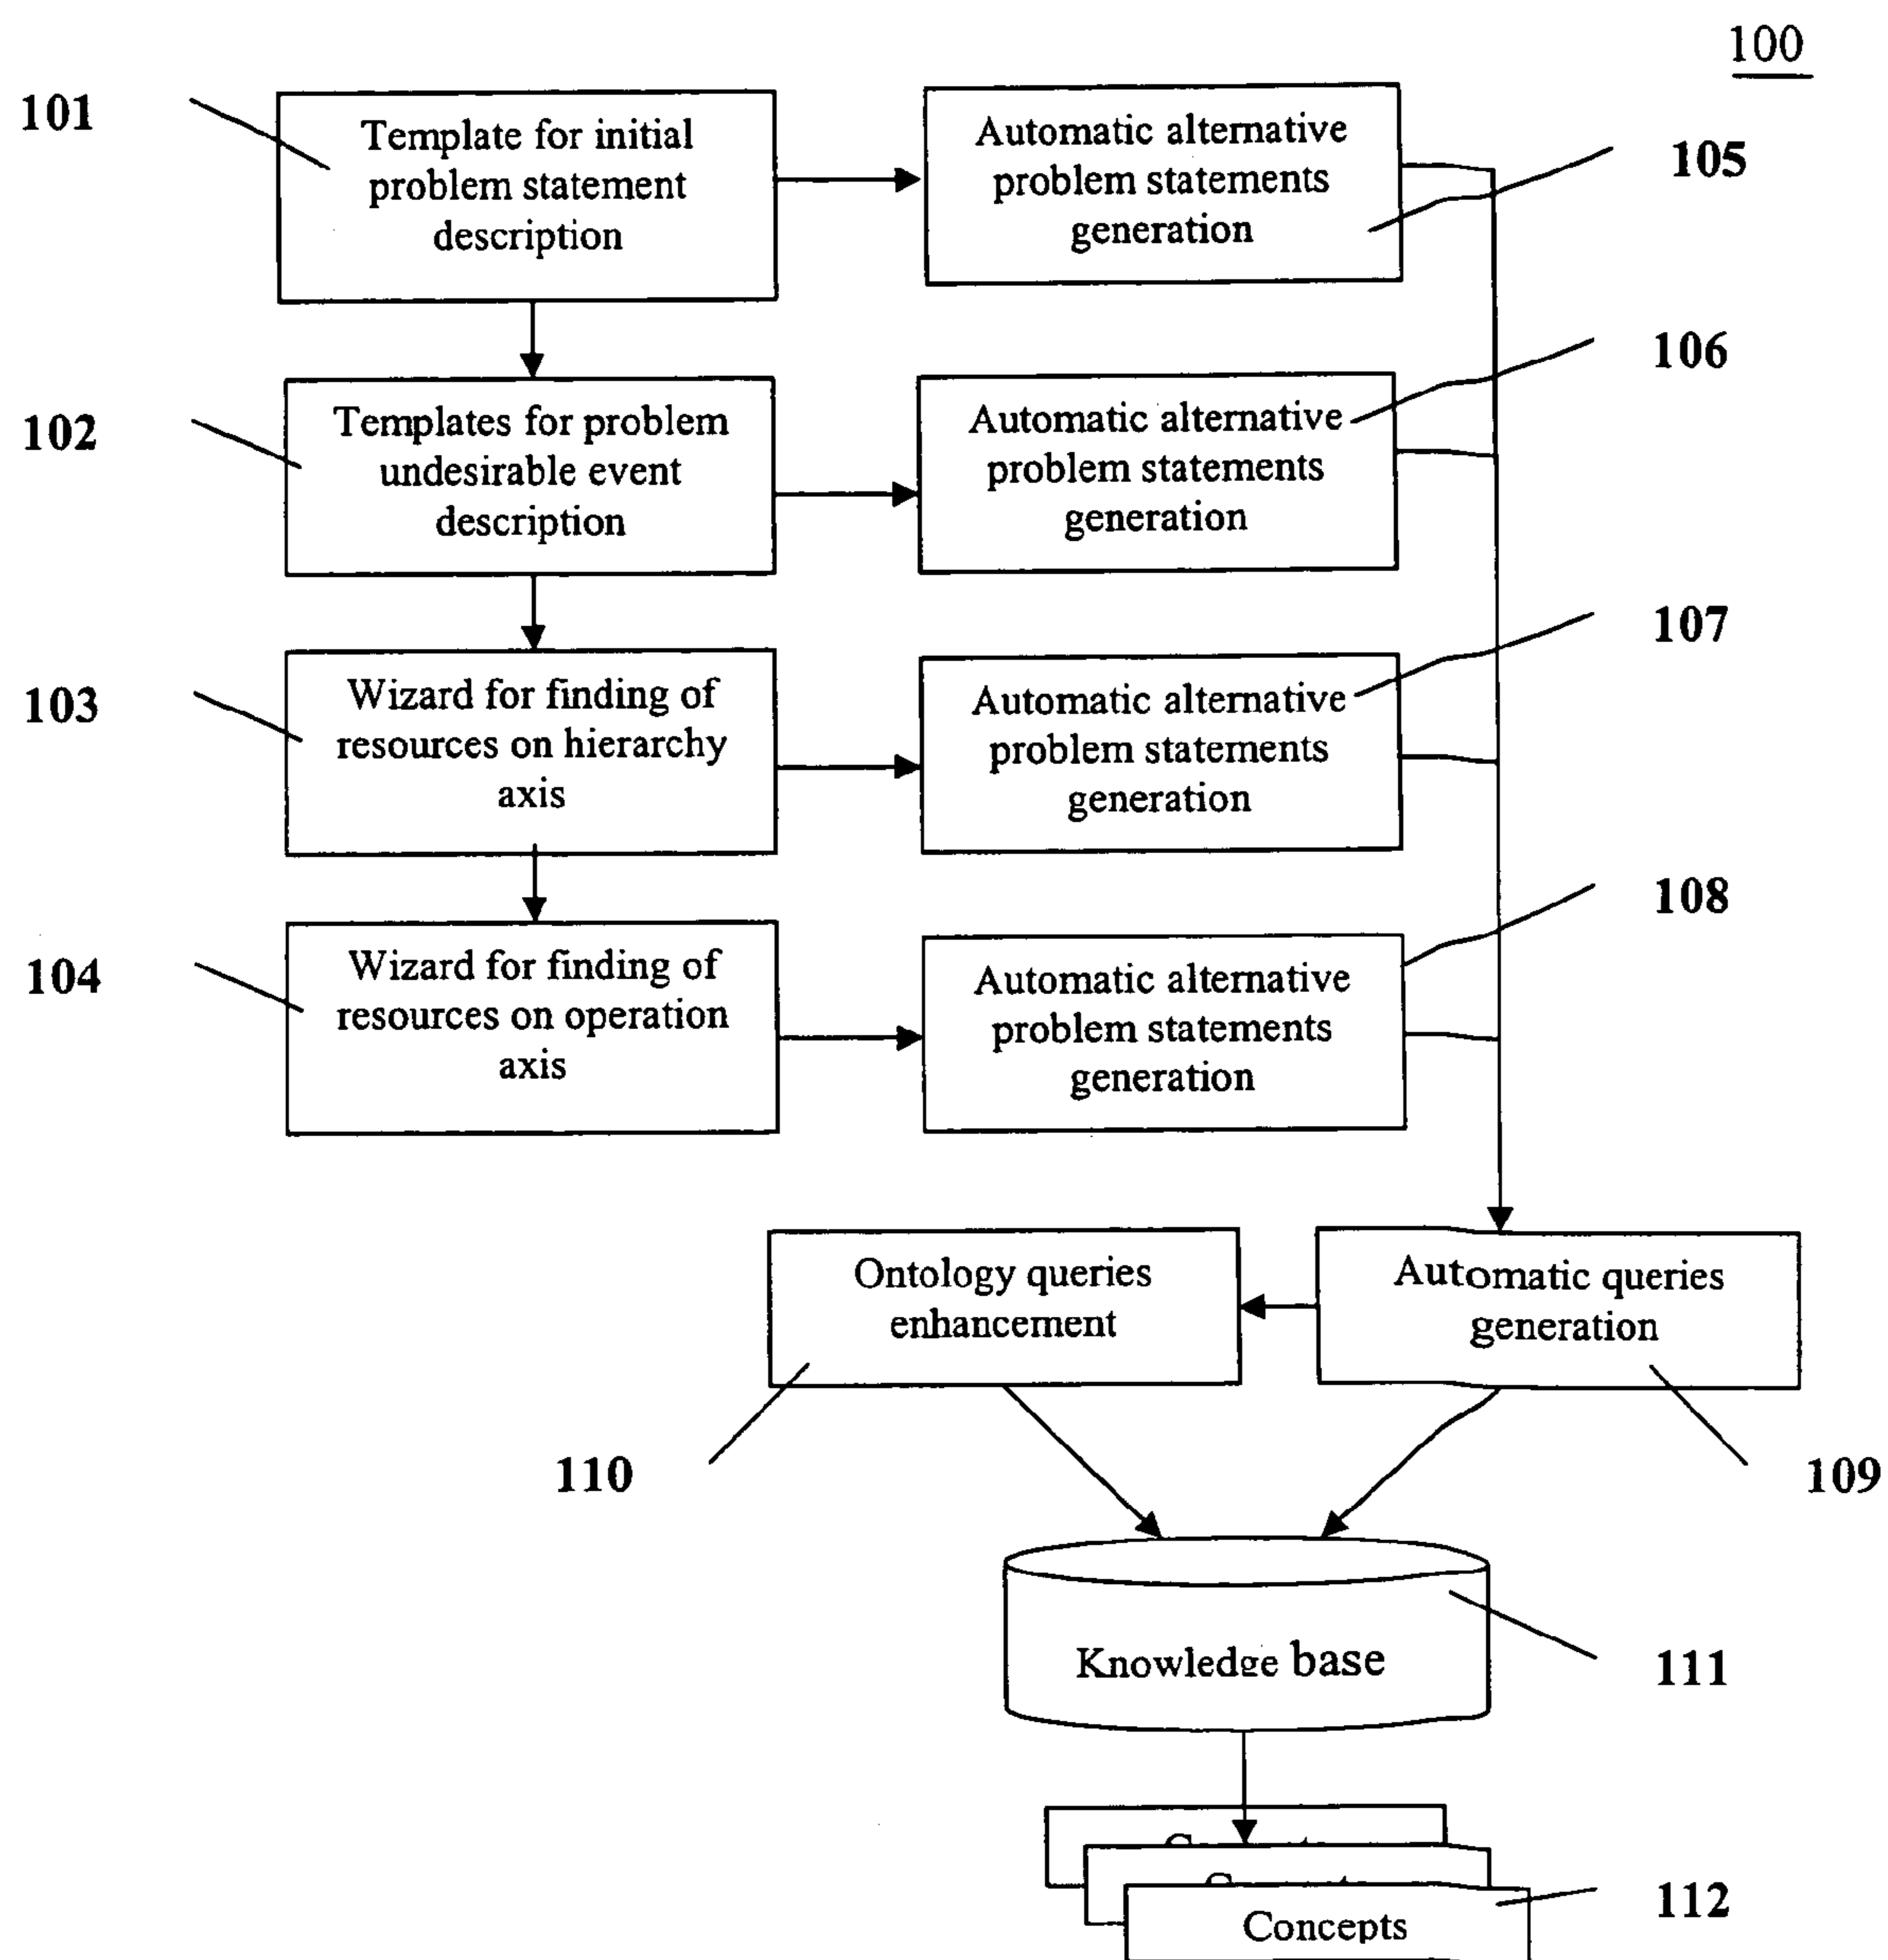 100
101
Template for initial
problem statement
description
Automatic alternative
problem statements
generation
105
102
Templates for problem
undesirable event
description
Automatic alternative
problem statements
generation
106
103
Wizard for finding of
resources on hierarchy
axis
Automatic alternative
problem statements
generation
107
104
Wizard for finding of
resources on operation
axis
Automatic alternative
problem statements
generation
108
Ontology queries
enhancement
Automatic queries
generation
110
109
Knowledge base
111
Concepts
112